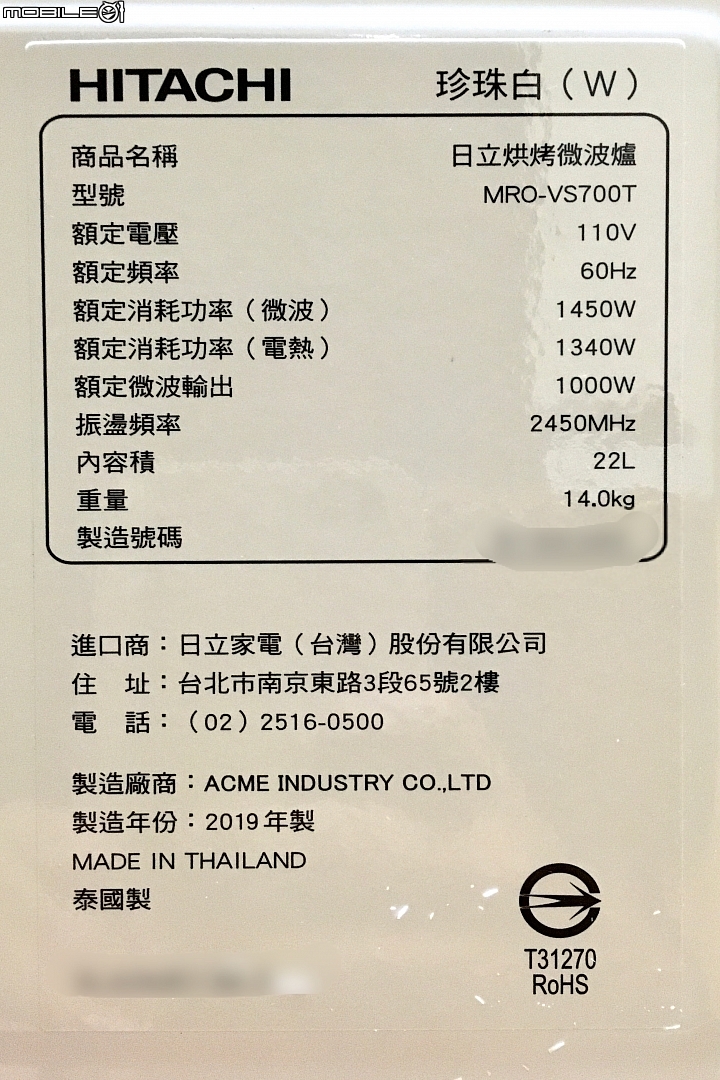 MOBILE01
HITACHI 珍珠白（W）
商品名稱 日立烘烤微波爐
型號 MRO-VS700T
額定電壓 110V
額定頻率 60Hz
額定消耗功率（微波） 1450W
額定消耗功率（電熱） 1340W
額定微波輸出 1000W
振盪頻率 2450MHz
內容積 22L
重量 14.0kg
製造號碼
進口商：日立家電（台灣）股份有限公司
住　址：台北市南京東路3段65號2樓
電　話：（02）2516-0500
製造廠商：ACME INDUSTRY CO.,LTD
製造年份：2019年製
MADE IN THAILAND
泰國製
T31270
RoHS